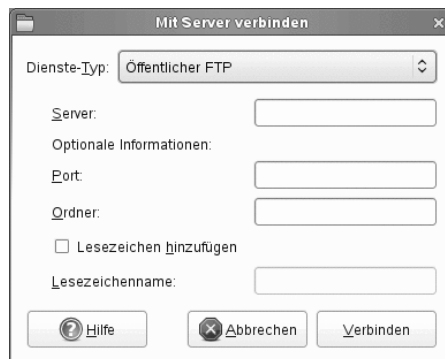 Mit Server verbinden
Dienste-Typ: Öffentlicher FTP
Server:
Optionale Informationen:
Port:
Ordner:
Lesezeichen hinzufügen
Lesezeichenname:
Hilfe Abbrechen Verbinden